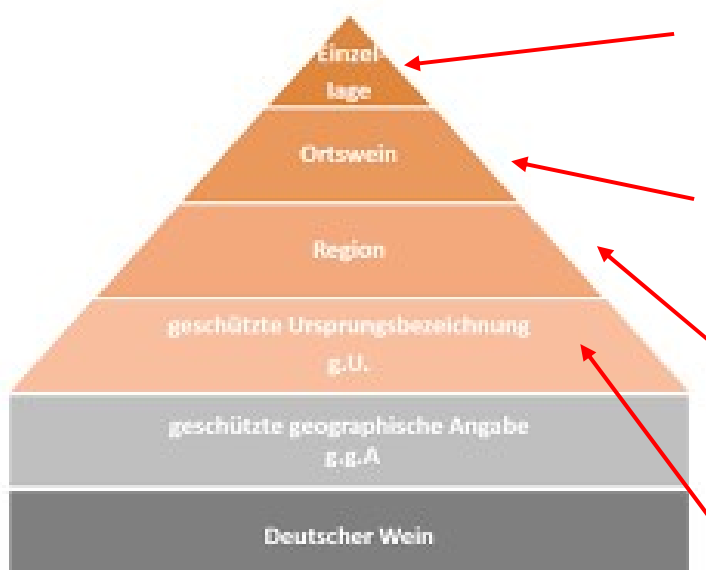 Einzel-
lage
Ortswein
Region
geschützte Ursprungsbezeichnung
g.U.
geschützte geographische Angabe
g.g.A
Deutscher Wein